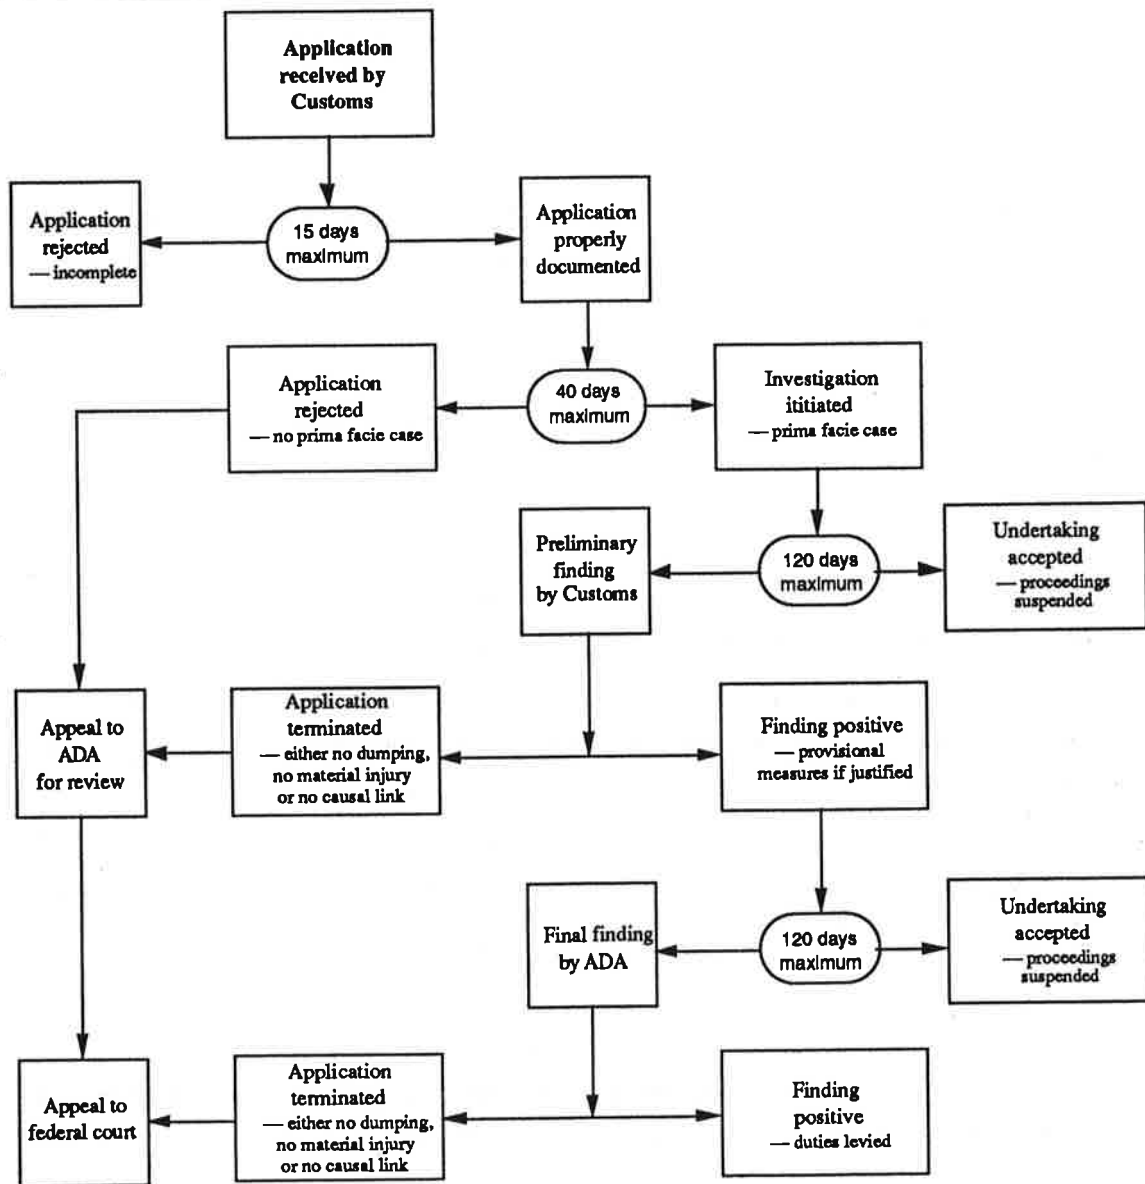 Application
received by
Customs
Application
rejected
— incomplete
15 days
maximum
Application
properly
documented
Application
rejected
— no prima facie case
40 days
maximum
Investigation
ititiated
— prima facie case
Preliminary
finding
by Customs
120 days
maximum
Undertaking
accepted
— proceedings
suspended
Appeal to
ADA
for review
Application
terminated
— either no dumping,
no material injury
or no causal link
Finding positive
— provisional
measures if justified
Final finding
by ADA
120 days
maximum
Undertaking
accepted
— proceedings
suspended
Appeal to
federal court
Application
terminated
— either no dumping,
no material injury
or no causal link
Finding
positive
— duties levied